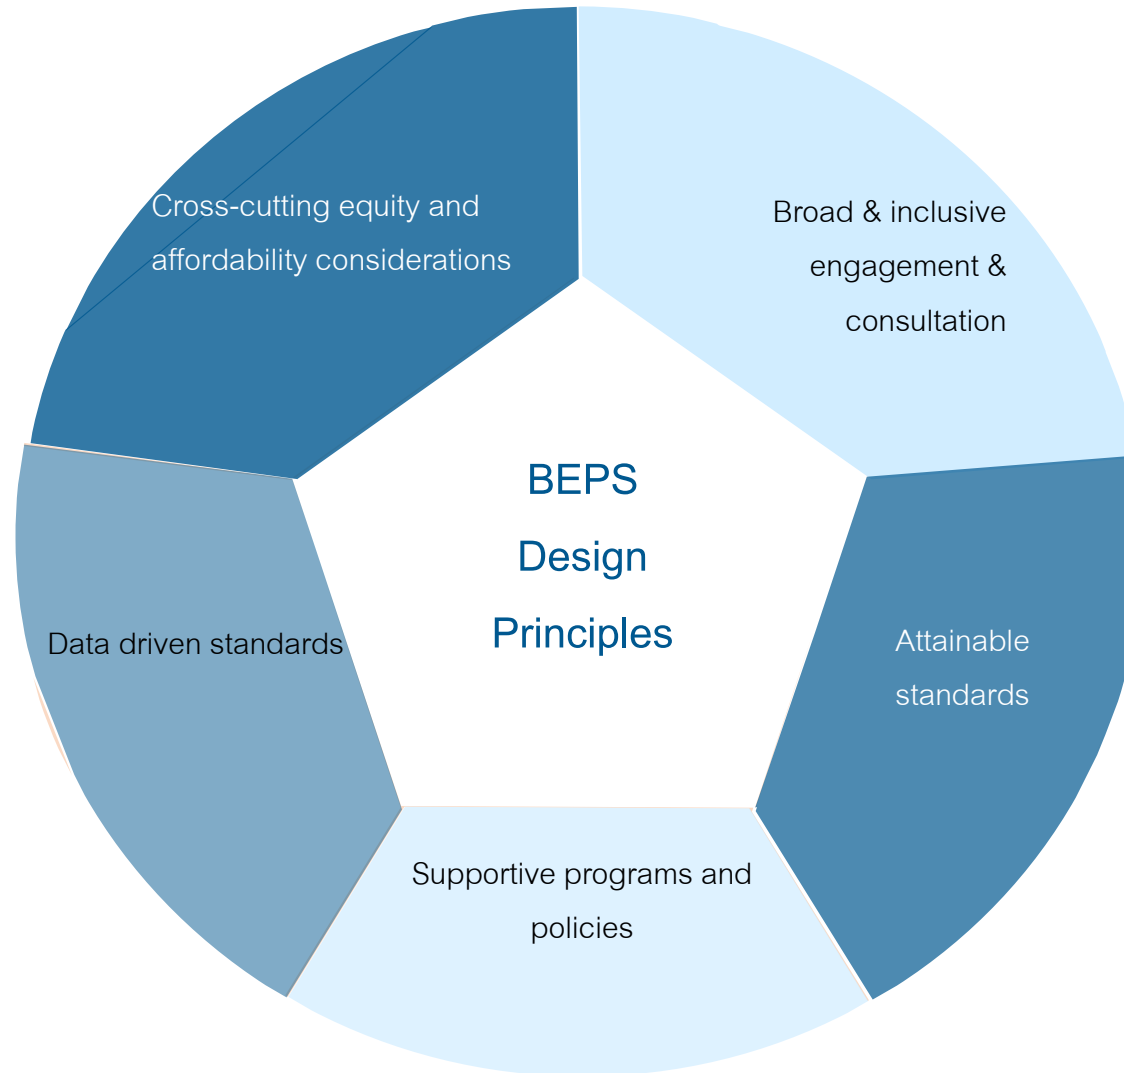 Cross-cutting equity and
affordability considerations
Broad & inclusive
engagement &
consultation
BEPS
Design
Principles
Data driven standards
Attainable
standards
Supportive programs and
policies